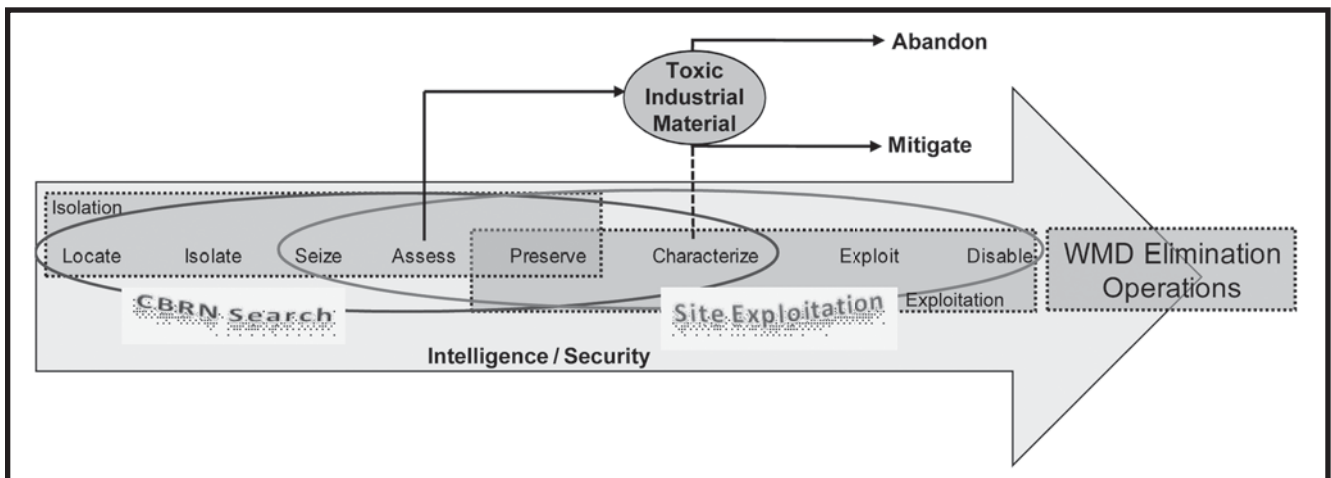 Abandon
Toxic
Industrial
Material
Mitigate
Isolation
Locate Isolate Seize Assess Preserve Characterize Exploit Disable
WMD Elimination
Operations
CBRN Search
Site Exploitation
Exploitation
Intelligence / Security